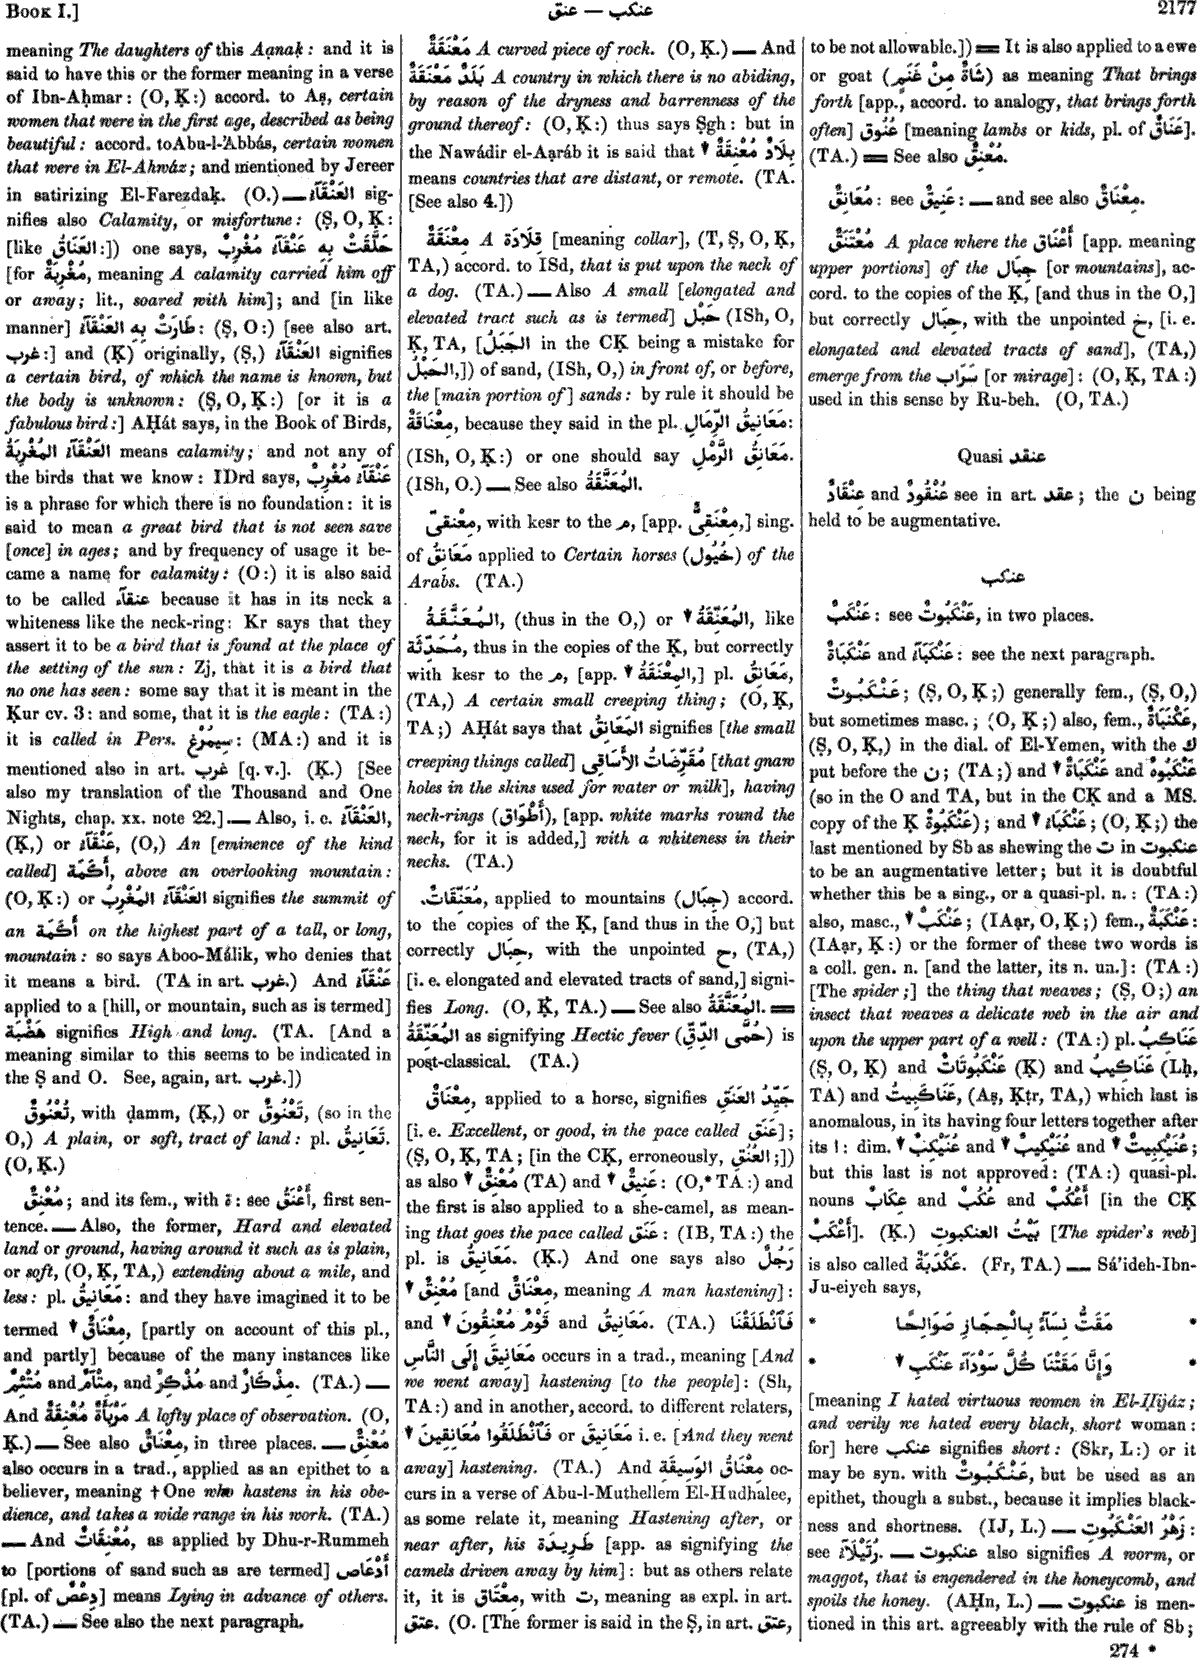 BOOK I.]
عنكب — عنق
2177
meaning The daughters of this Aạnaḳ: and it is
said to have this or the former meaning in a verse
of Ibn-Aḥmar: (O, Ḳ:) accord. to Aṣ, certain
women that were in the first age, described as being
beautiful: accord. to Abu-l-'Abbás, certain women
that were in El-Ahwáz; and mentioned by Jereer
in satirizing El-Farezdaḳ. (O.) — العَنْقَآءُ sig-
nifies also Calamity, or misfortune: (Ṣ, O, Ḳ:
[like العَنَاقُ:]) one says, حَلَّقَتْ بِهِ عَنْقَآءُ مُغْرِبٌ
[for مُغْرِبَةٌ, meaning A calamity carried him off
or away; lit., soared with him]; and [in like
manner] طَارَتْ بِهِ العَنْقَآءُ: (Ṣ, O:) [see also art.
غرب:] and (Ḳ) originally, (Ṣ,) العَنْقَآءُ signifies
a certain bird, of which the name is known, but
the body is unknown: (Ṣ, O, Ḳ:) [or it is a
fabulous bird:] AḤát says, in the Book of Birds,
العَنْقَآءُ المُغْرِبَةُ means calamity; and not any of
the birds that we know: IDrd says, عَنْقَآءُ مُغْرِبٌ
is a phrase for which there is no foundation: it is
said to mean a great bird that is not seen save
[once] in ages; and by frequency of usage it be-
came a name for calamity: (O:) it is also said
to be called عنقآء because it has in its neck a
whiteness like the neck-ring: Kr says that they
assert it to be a bird that is found at the place of
the setting of the sun: Zj, that it is a bird that
no one has seen: some say that it is meant in the
Ḳur cv. 3: and some, that it is the eagle: (TA:)
it is called in Pers. سِيمُرْغ: (MA:) and it is
mentioned also in art. غرب [q. v.]. (Ḳ.) [See
also my translation of the Thousand and One
Nights, chap. xx. note 22.] — Also, i. e. العَنْقَآءُ,
(Ḳ,) or عَنْقَآءُ, (O,) An [eminence of the kind
called] أَكَمَة, above an overlooking mountain:
(O, Ḳ:) or العَنْقَآءُ المُغْرِبُ signifies the summit of
an أَكَمَة on the highest part of a tall, or long,
mountain: so says Aboo-Málik, who denies that
it means a bird. (TA in art. غرب.) And عَنْقَآءُ
applied to a [hill, or mountain, such as is termed]
هَضْبَة signifies High and long. (TA. [And a
meaning similar to this seems to be indicated in
the Ṣ and O. See, again, art. غرب.])
تُعْنُوقٌ, with ḍamm, (Ḳ,) or تَعْنُوقٌ, (so in the
O,) A plain, or soft, tract of land: pl. تَعَانِيقُ.
(O, Ḳ.)
مُعْنِقٌ; and its fem., with ة: see أَعْنَقُ, first sen-
tence. — Also, the former, Hard and elevated
land or ground, having around it such as is plain,
or soft, (O, Ḳ, TA,) extending about a mile, and
less: pl. مَعَانِيقُ: and they have imagined it to be
termed ▼ مِعْنَاقٌ, [partly on account of this pl.,
and partly] because of the many instances like
مُتْئِمٌ and مِتْآمٌ, and مُذْكِرٌ and مِذْكَارٌ. (TA.) —
And مَرْبَأَةٌ مُعْنِقَةٌ A lofty place of observation. (O,
Ḳ.) — See also مِعْنَاقٌ, in three places. — مُعْنِقٌ
also occurs in a trad., applied as an epithet to a
believer, meaning † One who hastens in his obe-
dience, and takes a wide range in his work. (TA.)
— And مُعْنِقَاتٌ, as applied by Dhu-r-Rummeh
to [portions of sand such as are termed] أَدْعَاص
[pl. of دِعْصٌ] means Lying in advance of others.
(TA.) — See also the next paragraph.
مَعْنَقَةٌ A curved piece of rock. (O, Ḳ.) — And
بَلَدٌ مَعْنَقَةٌ A country in which there is no abiding,
by reason of the dryness and barrenness of the
ground thereof: (O, Ḳ:) thus says Ṣgh: but in
the Nawádir el-Aạráb it is said that ▼ بِلَادٌ مُعْنِقَةٌ
means countries that are distant, or remote. (TA.
[See also 4.])
مِعْنَقَةٌ A قِلَادَة [meaning collar], (T, Ṣ, O, Ḳ,
TA,) accord. to ISd, that is put upon the neck of
a dog. (TA.) — Also A small [elongated and
elevated tract such as is termed] حَبْل (ISh, O,
Ḳ, TA, [الجَبَلُ in the CḲ being a mistake for
الحَبْلُ,]) of sand, (ISh, O,) in front of, or before,
the [main portion of] sands: by rule it should be
مِعْنَاقَةٌ, because they said in the pl. مَعَانِيقُ الرِّمَالِ:
(ISh, O, Ḳ:) or one should say مَعَانِقُ الرَّمْلِ.
(ISh, O.) — See also المُعَنَّقَةُ.
مِعْنَقِىّ, with kesr to the م, [app. مِعْنَقِىٌّ,] sing.
of مَعَانِقُ applied to Certain horses (خُيُول) of the
Arabs. (TA.)
المُعَنَّقَةُ, (thus in the O,) or ▼ المُعَنِّقَةُ, like
مُحَدِّثَة, thus in the copies of the Ḳ, but correctly
with kesr to the م, [app. ▼ المِعْنَقَةُ,] pl. مَعَانِقُ,
(TA,) A certain small creeping thing; (O, Ḳ,
TA;) AḤát says that المَعَانِقُ signifies [the small
creeping things called] مُقَرِّضَاتُ الأَسَاقِى [that gnaw
holes in the skins used for water or milk], having
neck-rings (أَطْوَاق), [app. white marks round the
neck, for it is added,] with a whiteness in their
necks. (TA.)
مُعَنِّقَاتٌ, applied to mountains (جِبَال) accord.
to the copies of the Ḳ, [and thus in the O,] but
correctly حِبَال, with the unpointed ح, (TA,)
[i. e. elongated and elevated tracts of sand,] signi-
fies Long. (O, Ḳ, TA.) — See also المُعَنَّقَةُ. ══
المُعَنِّقَةُ as signifying Hectic fever (حُمَّى الدِّقِّ) is
post-classical. (TA.)
مِعْنَاقٌ, applied to a horse, signifies جَيِّدُ العَنَقِ
[i. e. Excellent, or good, in the pace called عَنَق];
(Ṣ, O, Ḳ, TA; [in the CḲ, erroneously, العُنُقِ;])
as also ▼ مُعْنِقٌ (TA) and ▼ عَنِيقٌ: (O,* TA:) and
the first is also applied to a she-camel, as mean-
ing that goes the pace called عَنَق: (IB, TA:) the
pl. is مَعَانِيقُ. (Ḳ.) And one says also رَجُلٌ
▼ مُعْنِقٌ [and مِعْنَاقٌ, meaning A man hastening]:
and ▼ قَوْمٌ مُعْنِقُونَ and مَعَانِيقُ. (TA.) فَٱنْطَلَقْنَا
مَعَانِيقَ إِلَى النَّاسِ occurs in a trad., meaning [And
we went away] hastening [to the people]: (Sh,
TA:) and in another, accord. to different relaters,
▼ فَٱنْطَلَقُوا مُعَانِقِينَ or مَعَانِيقَ i. e. [And they went
away] hastening. (TA.) And مِعْنَاقُ الوَسِيقَةِ oc-
curs in a verse of Abu-l-Muthellem El-Hudhalee,
as some relate it, meaning Hastening after, or
near after, his طَرِيدَة [app. as signifying the
camels driven away by him]: but as others relate
it, it is مِعْتَاق, with ت, meaning as expl. in art.
عتق. (O. [The former is said in the Ṣ, in art. عتق,
to be not allowable.]) ══ It is also applied to a ewe
or goat (شَاةٌ مِنْ غَنَمٍ) as meaning That brings
forth [app., accord. to analogy, that brings forth
often] عُنُوق [meaning lambs or kids, pl. of عَنَاقٌ].
(TA.) ══ See also مُعْنِقٌ.
مُعَانِقٌ: see عَنِيقٌ: — and see also مِعْنَاقٌ.
مُعْتَنَقٌ A place where the أَعْنَاق [app. meaning
upper portions] of the جِبَال [or mountains], ac-
cord. to the copies of the Ḳ, [and thus in the O,]
but correctly حِبَال, with the unpointed ح, [i. e.
elongated and elevated tracts of sand], (TA,)
emerge from the سَرَاب [or mirage]: (O, Ḳ, TA:)
used in this sense by Ru-beh. (O, TA.)
Quasi عنقد
عِنْقَادٌ and عُنْقُودٌ see in art. عقد; the ن being
held to be augmentative.
عنكب
عَنْكَبٌ: see عَنْكَبُوتٌ, in two places.
عَنْكَبَاةٌ and عَنْكَبَآءُ: see the next paragraph.
عَنْكَبُوتٌ; (Ṣ, O, Ḳ;) generally fem., (Ṣ, O,)
but sometimes masc.; (O, Ḳ;) also, fem., عَكَنْبَاةٌ,
(Ṣ, O, Ḳ,) in the dial. of El-Yemen, with the ك
put before the ن; (TA;) and ▼ عَنْكَبَاةٌ and عَنْكَبُوهٌ
(so in the O and TA, but in the CḲ and a MS.
copy of the Ḳ عَنْكَبُوةٌ); and ▼ عَنْكَبَآءُ; (O, Ḳ;) the
last mentioned by Sb as shewing the ت in عنكبوت
to be an augmentative letter; but it is doubtful
whether this be a sing., or a quasi-pl. n.: (TA:)
also, masc., ▼ عَنْكَبٌ; (IAạr, O, Ḳ;) fem., عَنْكَبَةٌ:
(IAạr, Ḳ:) or the former of these two words is
a coll. gen. n. [and the latter, its n. un.]: (TA:)
[The spider;] the thing that weaves; (Ṣ, O;) an
insect that weaves a delicate web in the air and
upon the upper part of a well: (TA:) pl. عَنَاكِبُ
(Ṣ, O, Ḳ) and عَنْكَبُوتَاتٌ (Ḳ) and عَنَاكِيبُ (Lḥ,
TA) and عَنَاكَبِيتُ, (Aṣ, Ḳṭr, TA,) which last is
anomalous, in its having four letters together after
its ا: dim. ▼ عُنَيْكِبٌ and ▼ عُنَيْكِيبٌ and ▼ عُنَيْكِبِيتٌ;
but this last is not approved: (TA:) quasi-pl.
nouns عِكَابٌ and عُكُبٌ and أَعْكُبٌ [in the CḲ
أَعْكَبٌ]. (Ḳ.) بَيْتُ العنكبوت [The spider's web]
is also called عَكْدَبَةٌ. (Fr, TA.) — Sá'ideh-Ibn-
Ju-eiyeh says,
* مَقَتُّ نِسَآءً بِالْحِجَازِ صَوَالِحًا *
* وَإِنَّا مَقَتْنَا كُلَّ سَوْدَآءَ عَنْكَبِ ▼ *
[meaning I hated virtuous women in El-Ḥijáz;
and verily we hated every black, short woman:
for] here عنكب signifies short: (Skr, L:) or it
may be syn. with عَنْكَبُوتٌ, but be used as an
epithet, though a subst., because it implies black-
ness and shortness. (IJ, L.) — زَهْرُ العَنْكَبُوتِ:
see رُتَيْلَآءُ. — عنكبوت also signifies A worm, or
maggot, that is engendered in the honeycomb, and
spoils the honey. (AḤn, L.) — عنكبوت is men-
tioned in this art. agreeably with the rule of Sb;
274 *